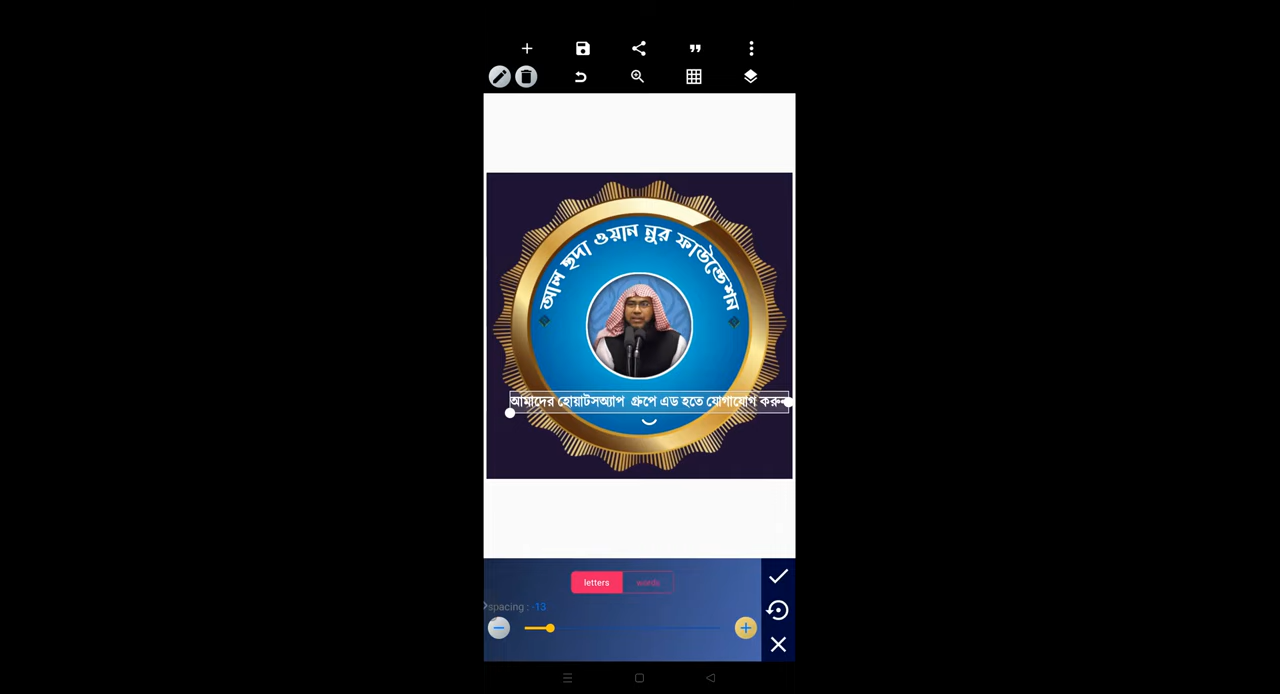 আল হুদা ওয়ান নুর ফাউন্ডেশন
আমাদের হোয়াটসঅ্যাপ গ্রুপে এড হতে যোগাযোগ করুন
letters words
spacing : -13